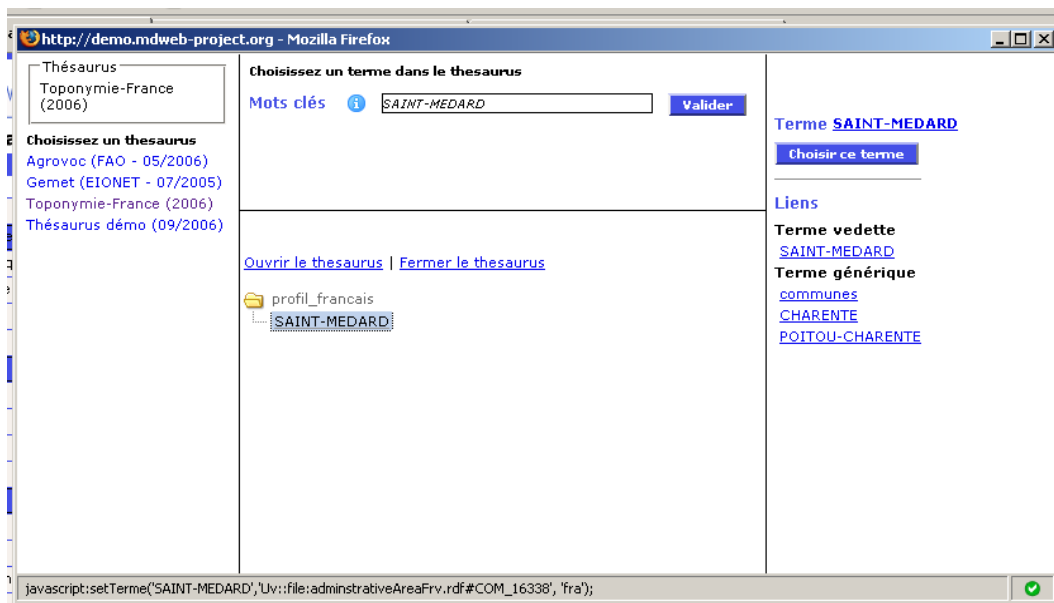 http://demo.mdweb-project.org - Mozilla Firefox
Thésaurus
Toponymie-France
(2006)
Choisissez un thesaurus
Agrovoc (FAO - 05/2006)
Gemet (EIONET - 07/2005)
Toponymie-France (2006)
Thésaurus démo (09/2006)
Choisissez un terme dans le thesaurus
Mots clés i SAINT-MEDARD Valider
Ouvrir le thesaurus | Fermer le thesaurus
profil_francais
SAINT-MEDARD
Terme SAINT-MEDARD
Choisir ce terme
Liens
Terme vedette
SAINT-MEDARD
Terme générique
communes
CHARENTE
POITOU-CHARENTE
javascript:setTerme('SAINT-MEDARD','Uv::file:adminstrativeAreaFrv.rdf#COM_16338', 'fra');